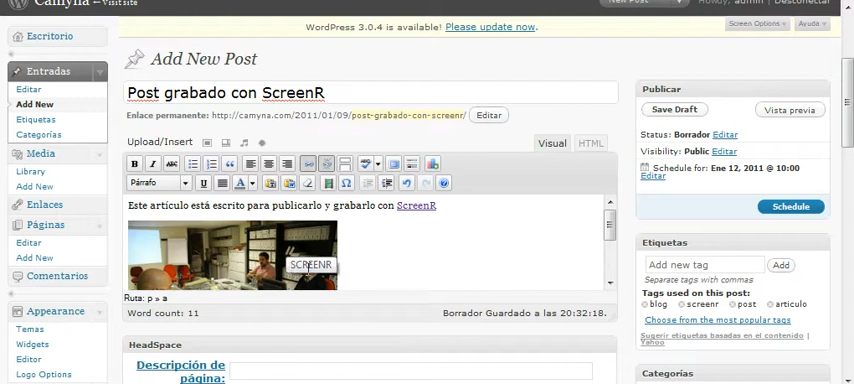 Camyna ← Visit site
New Post
Howdy, admin | Desconectar
WordPress 3.0.4 is available! Please update now.
Screen Options
Ayuda
Escritorio
Entradas
Editar
Add New
Etiquetas
Categorías
Media
Library
Add New
Enlaces
Páginas
Editar
Add New
Comentarios
Appearance
Temas
Widgets
Editor
Logo Options
Add New Post
Post grabado con ScreenR
Enlace permanente: http://camyna.com/2011/01/09/post-grabado-con-screenr/ Editar
Upload/Insert
Visual
HTML
B I ABC
Párrafo
U
A
Este artículo está escrito para publicarlo y grabarlo con ScreenR
SCREENR
Ruta: p » a
Word count: 11
Borrador Guardado a las 20:32:18.
HeadSpace
Descripción de
página:
Publicar
Save Draft
Vista previa
Status: Borrador Editar
Visibility: Public Editar
Schedule for: Ene 12, 2011 @ 10:00
Editar
Schedule
Etiquetas
Add new tag
Add
Separate tags with commas
Tags used on this post:
blog screenr post articulo
Choose from the most popular tags
Sugerir etiquetas basadas en el contenido |
Yahoo
Categorías